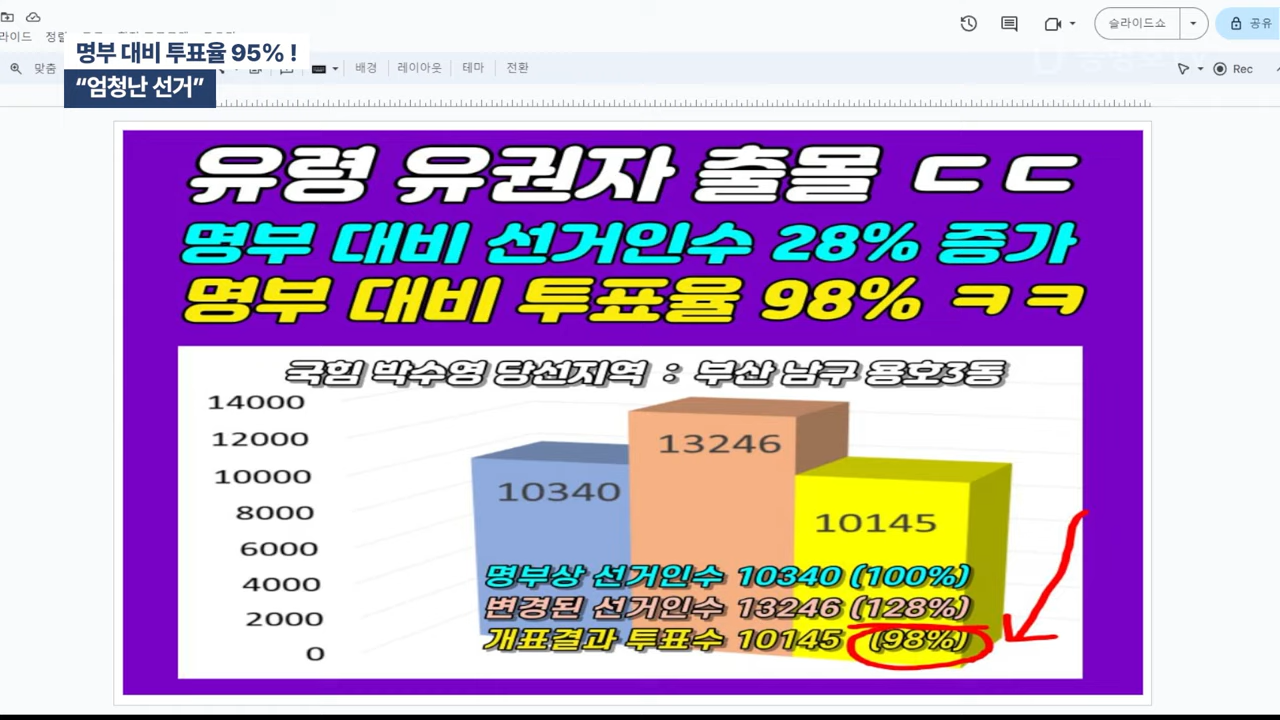 명부 대비 투표율 95% !
“엄청난 선거”
슬라이드쇼
공유
라이드
맞춤
배경
레이아웃
테마
전환
Rec
유령 유권자 출몰 ㄷㄷ
명부 대비 선거인수 28% 증가
명부 대비 투표율 98% ㅋㅋ
국힘 박수영 당선지역 : 부산 남구 용호3동
14000
12000
10000
8000
6000
4000
2000
0
10340
13246
10145
명부상 선거인수 10340 (100%)
변경된 선거인수 13246 (128%)
개표결과 투표수 10145 (98%)